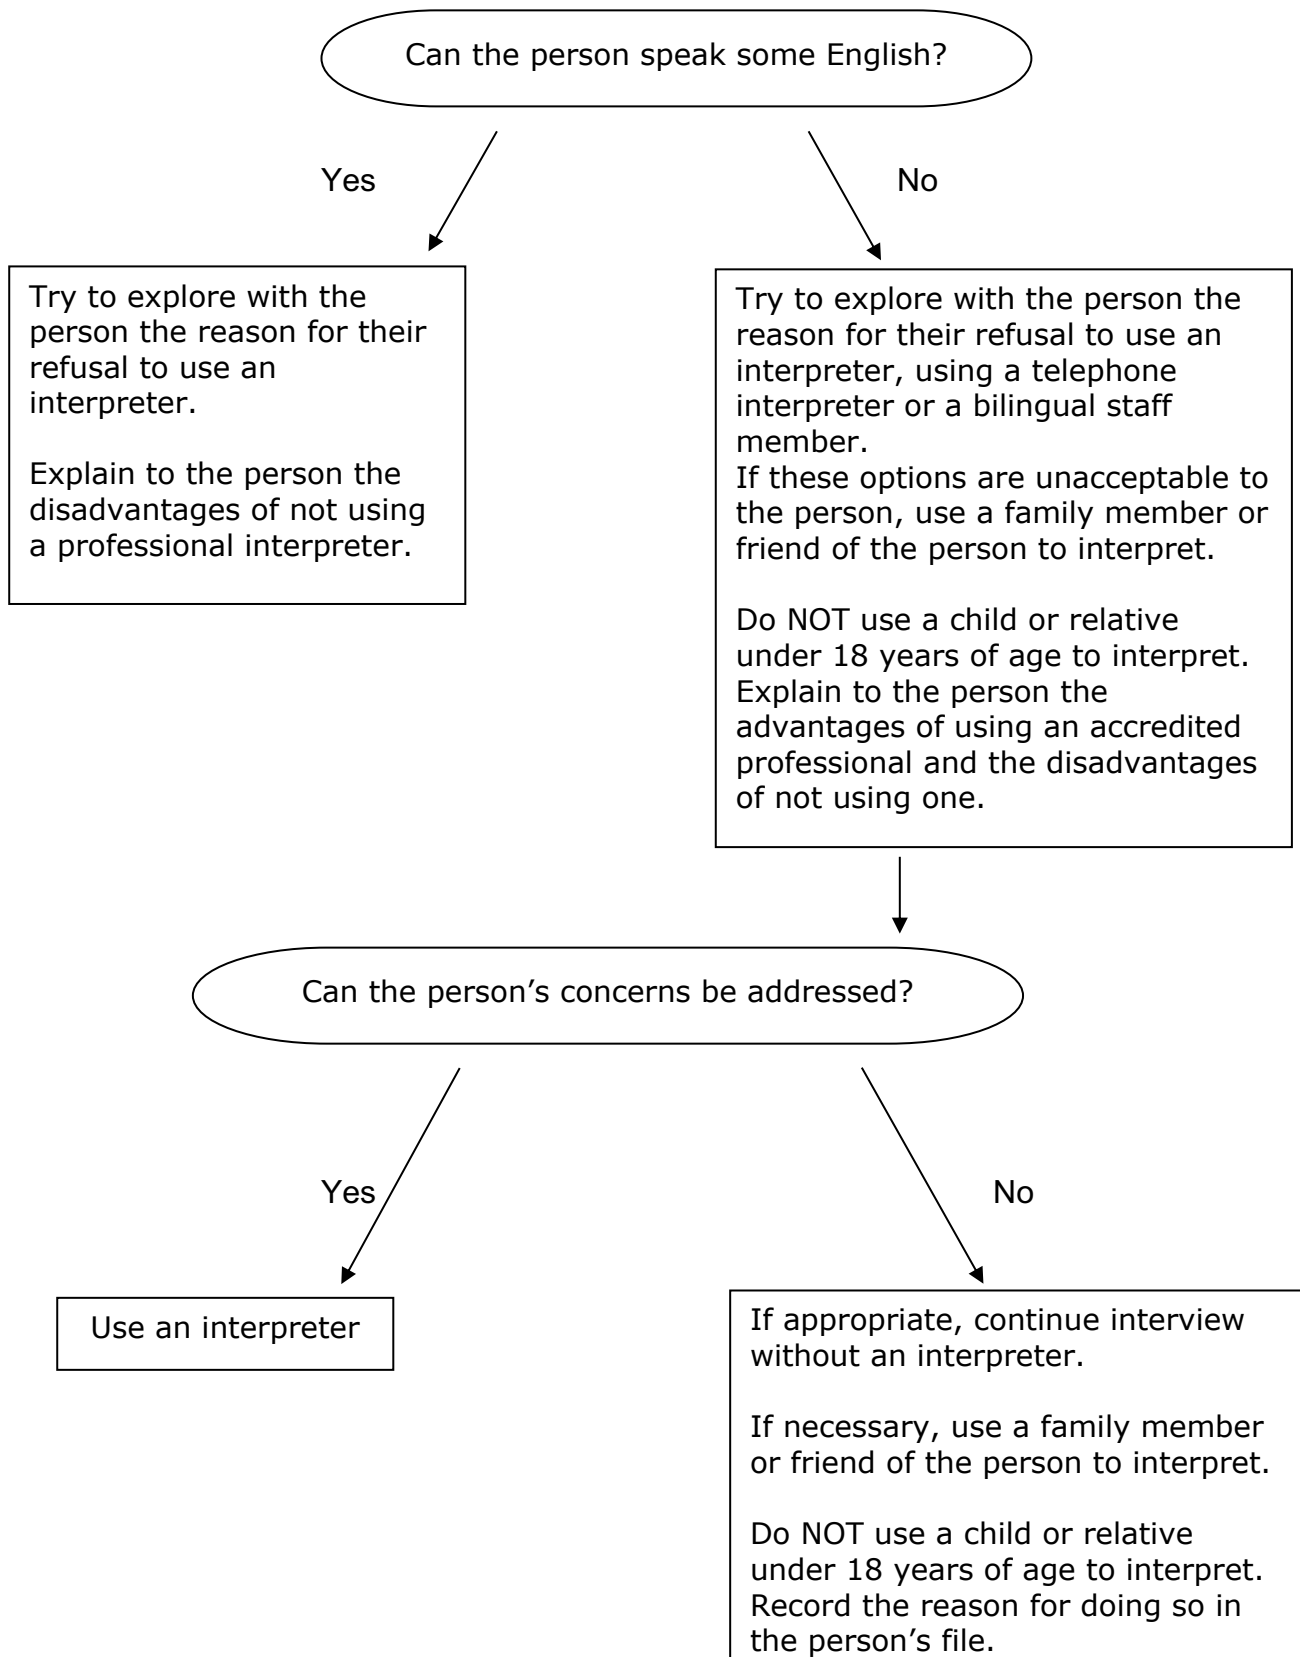 Can the person speak some English?
Yes
No
Try to explore with the
person the reason for their
refusal to use an
interpreter.
Explain to the person the
disadvantages of not using
a professional interpreter.
Try to explore with the person the
reason for their refusal to use an
interpreter, using a telephone
interpreter or a bilingual staff
member.
If these options are unacceptable to
the person, use a family member or
friend of the person to interpret.
Do NOT use a child or relative
under 18 years of age to interpret.
Explain to the person the
advantages of using an accredited
professional and the disadvantages
of not using one.
Can the person’s concerns be addressed?
Yes
No
Use an interpreter
If appropriate, continue interview
without an interpreter.
If necessary, use a family member
or friend of the person to interpret.
Do NOT use a child or relative
under 18 years of age to interpret.
Record the reason for doing so in
the person’s file.